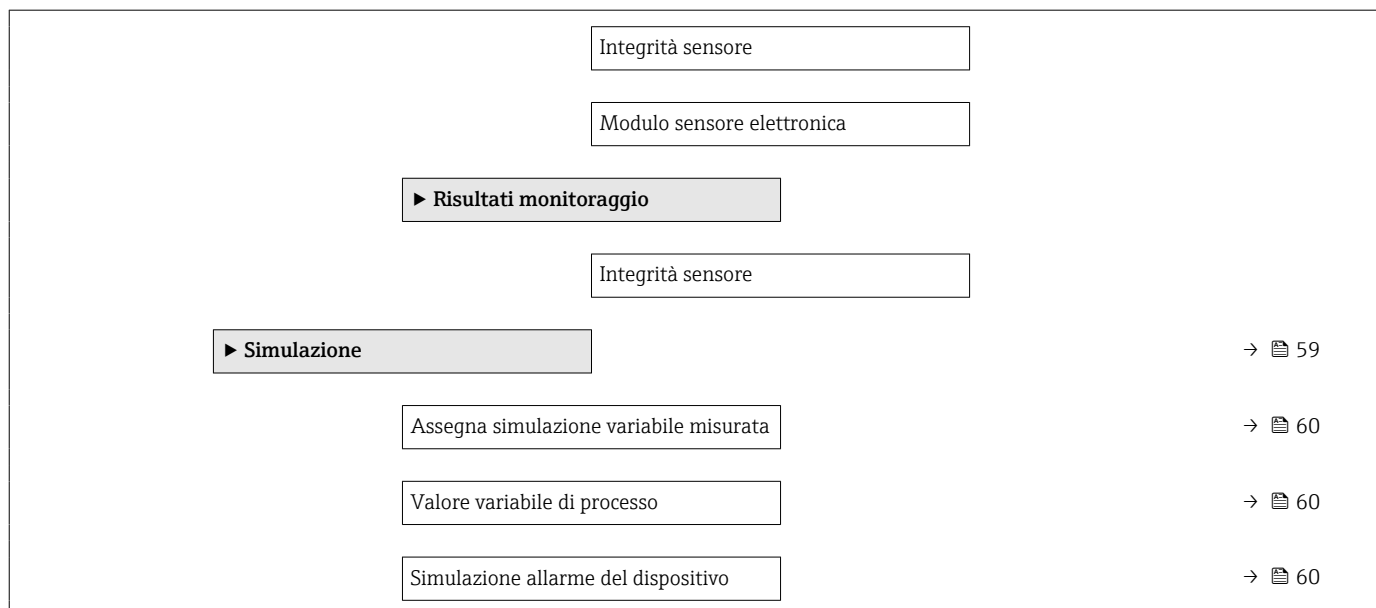 Integrità sensore
Modulo sensore elettronica
▶ Risultati monitoraggio
Integrità sensore
▶ Simulazione → 59
Assegna simulazione variabile misurata → 60
Valore variabile di processo → 60
Simulazione allarme del dispositivo → 60